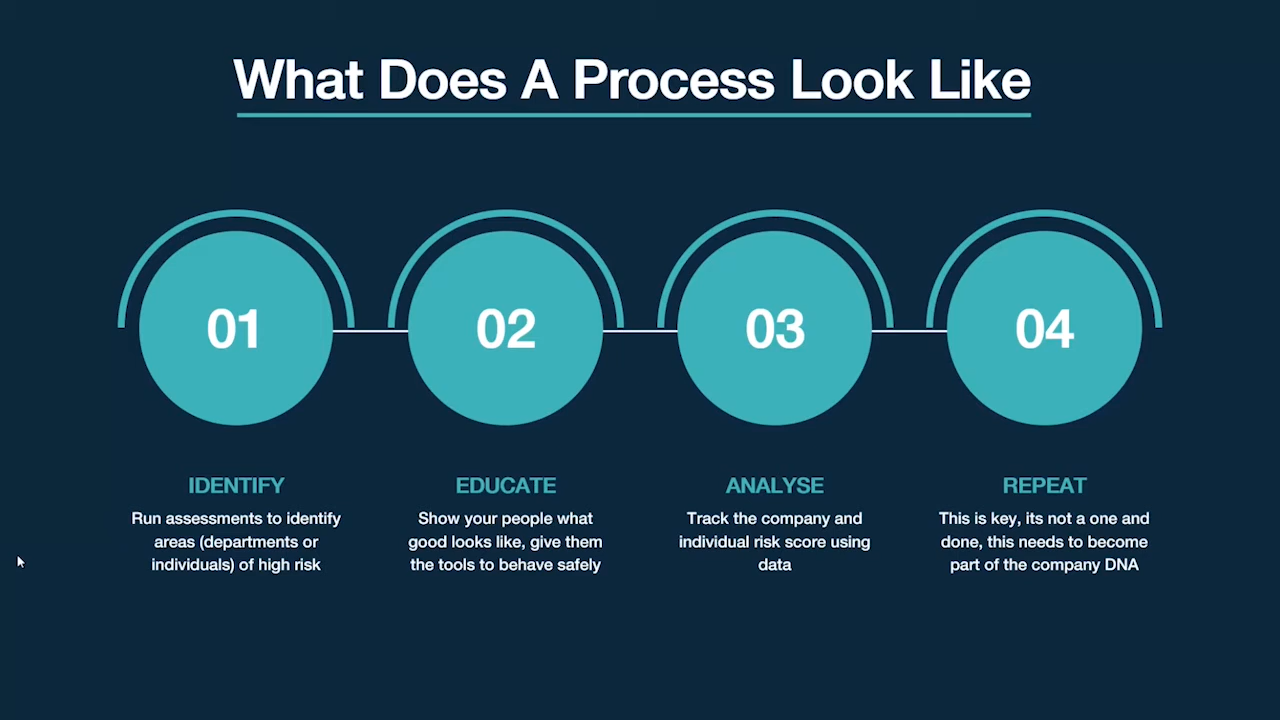 What Does A Process Look Like
01
02
03
04
IDENTIFY
Run assessments to identify
areas (departments or
individuals) of high risk
EDUCATE
Show your people what
good looks like, give them
the tools to behave safely
ANALYSE
Track the company and
individual risk score using
data
REPEAT
This is key, its not a one and
done, this needs to become
part of the company DNA